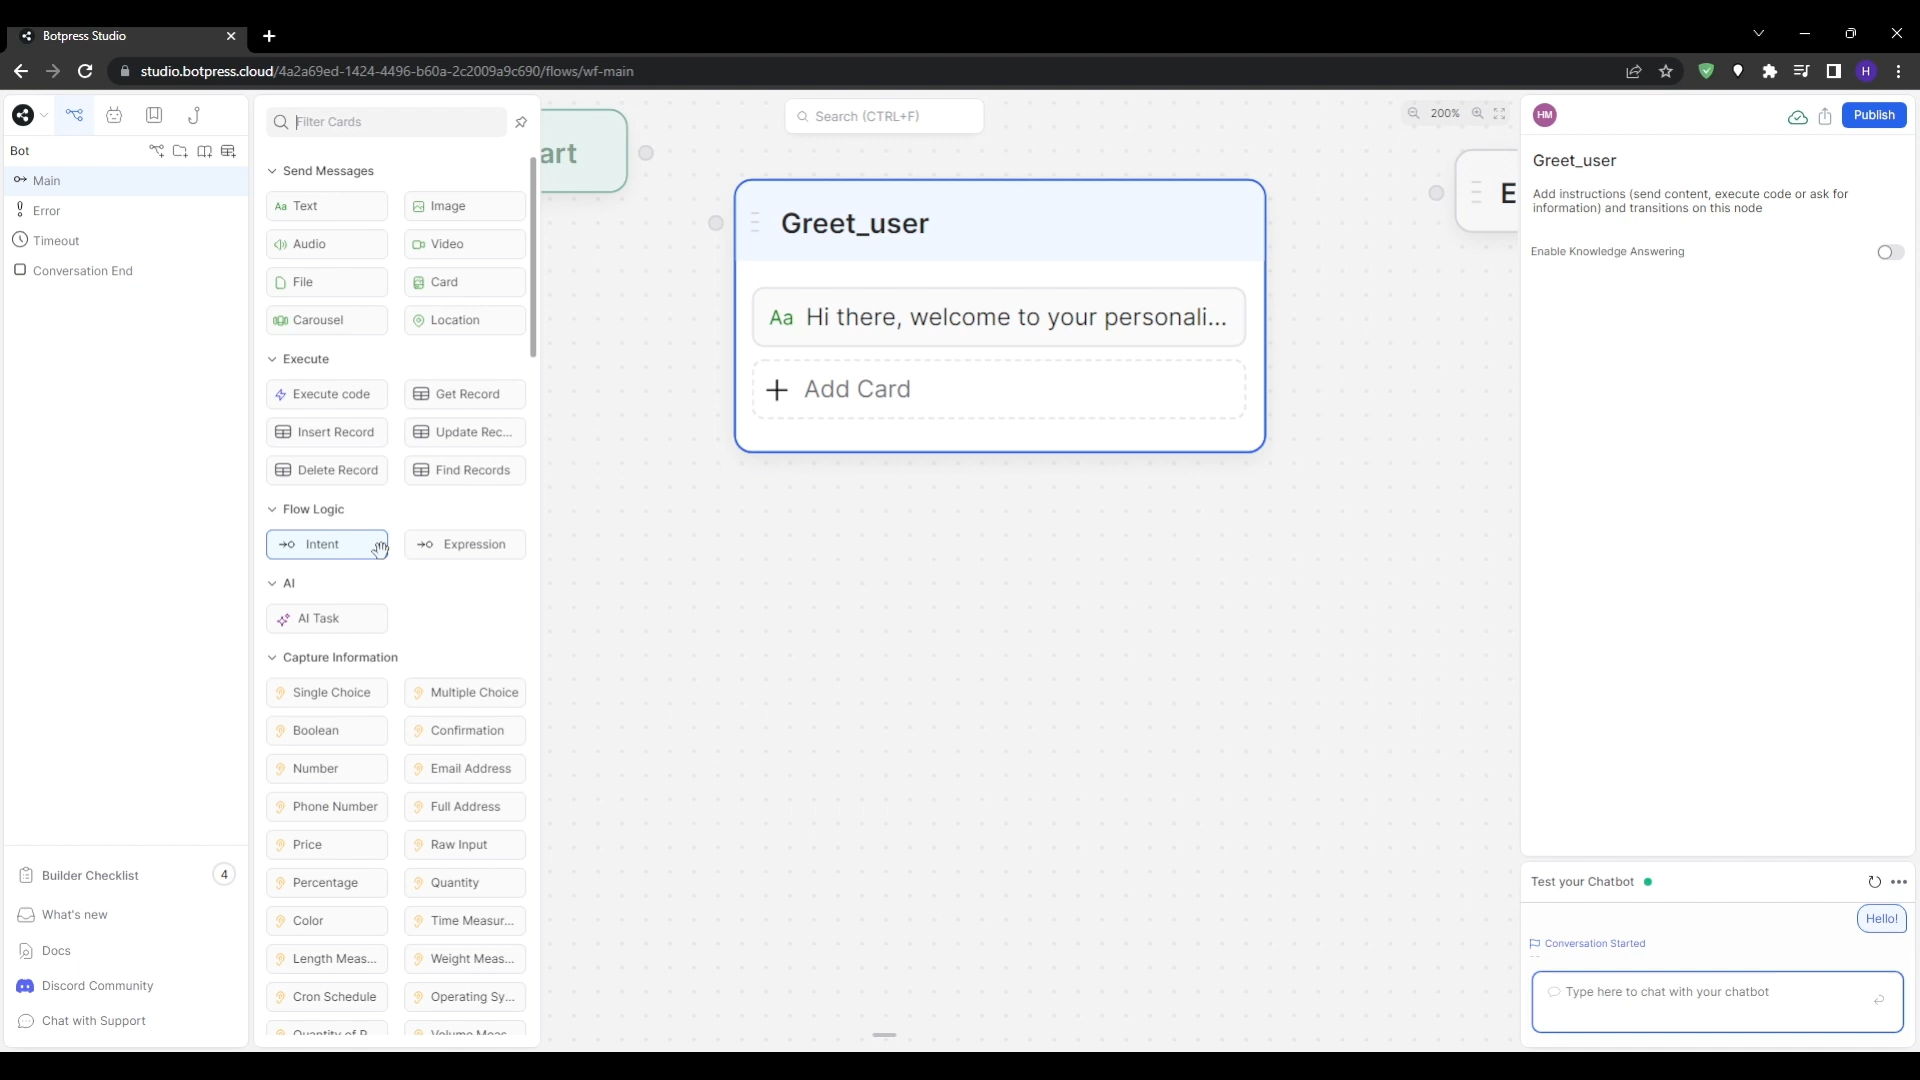 Botpress Studio
studio.botpress.cloud/4a2a69ed-1424-4496-b60a-2c2009a9c690/flows/wf-main
H
Bot
Main
Error
Timeout
Conversation End
Builder Checklist
4
What's new
Docs
Discord Community
Chat with Support
Filter Cards
Send Messages
Aa Text
Image
Audio
Video
File
Card
Carousel
Location
Execute
Execute code
Get Record
Insert Record
Update Rec...
Delete Record
Find Records
Flow Logic
Intent
Expression
AI
AI Task
Capture Information
Single Choice
Multiple Choice
Boolean
Confirmation
Number
Email Address
Phone Number
Full Address
Price
Raw Input
Percentage
Quantity
Color
Time Measur...
Length Meas...
Weight Meas...
Cron Schedule
Operating Sy...
Quantity of P...
Volume Meas...
art
Search (CTRL+F)
200%
Greet_user
Aa Hi there, welcome to your personali...
+ Add Card
E
HM
Publish
Greet_user
Add instructions (send content, execute code or ask for
information) and transitions on this node
Enable Knowledge Answering
Test your Chatbot
Hello!
Conversation Started
Type here to chat with your chatbot